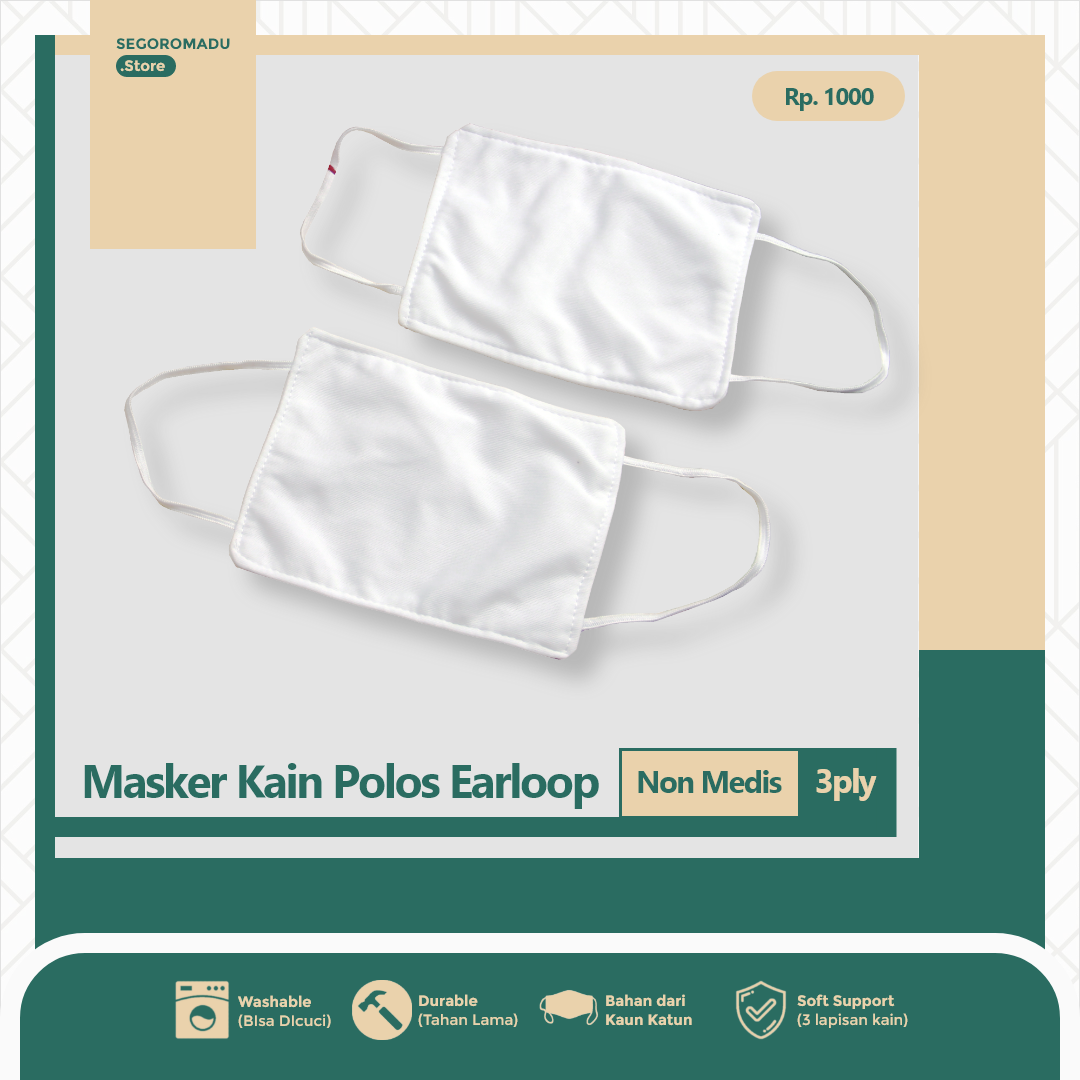 SEGOROMADU
.Store
Rp. 1000
Masker Kain Polos Earloop
Non Medis
3ply
Washable
(BIsa DIcuci)
Durable
(Tahan Lama)
Bahan dari
Kaun Katun
Soft Support
(3 lapisan kain)